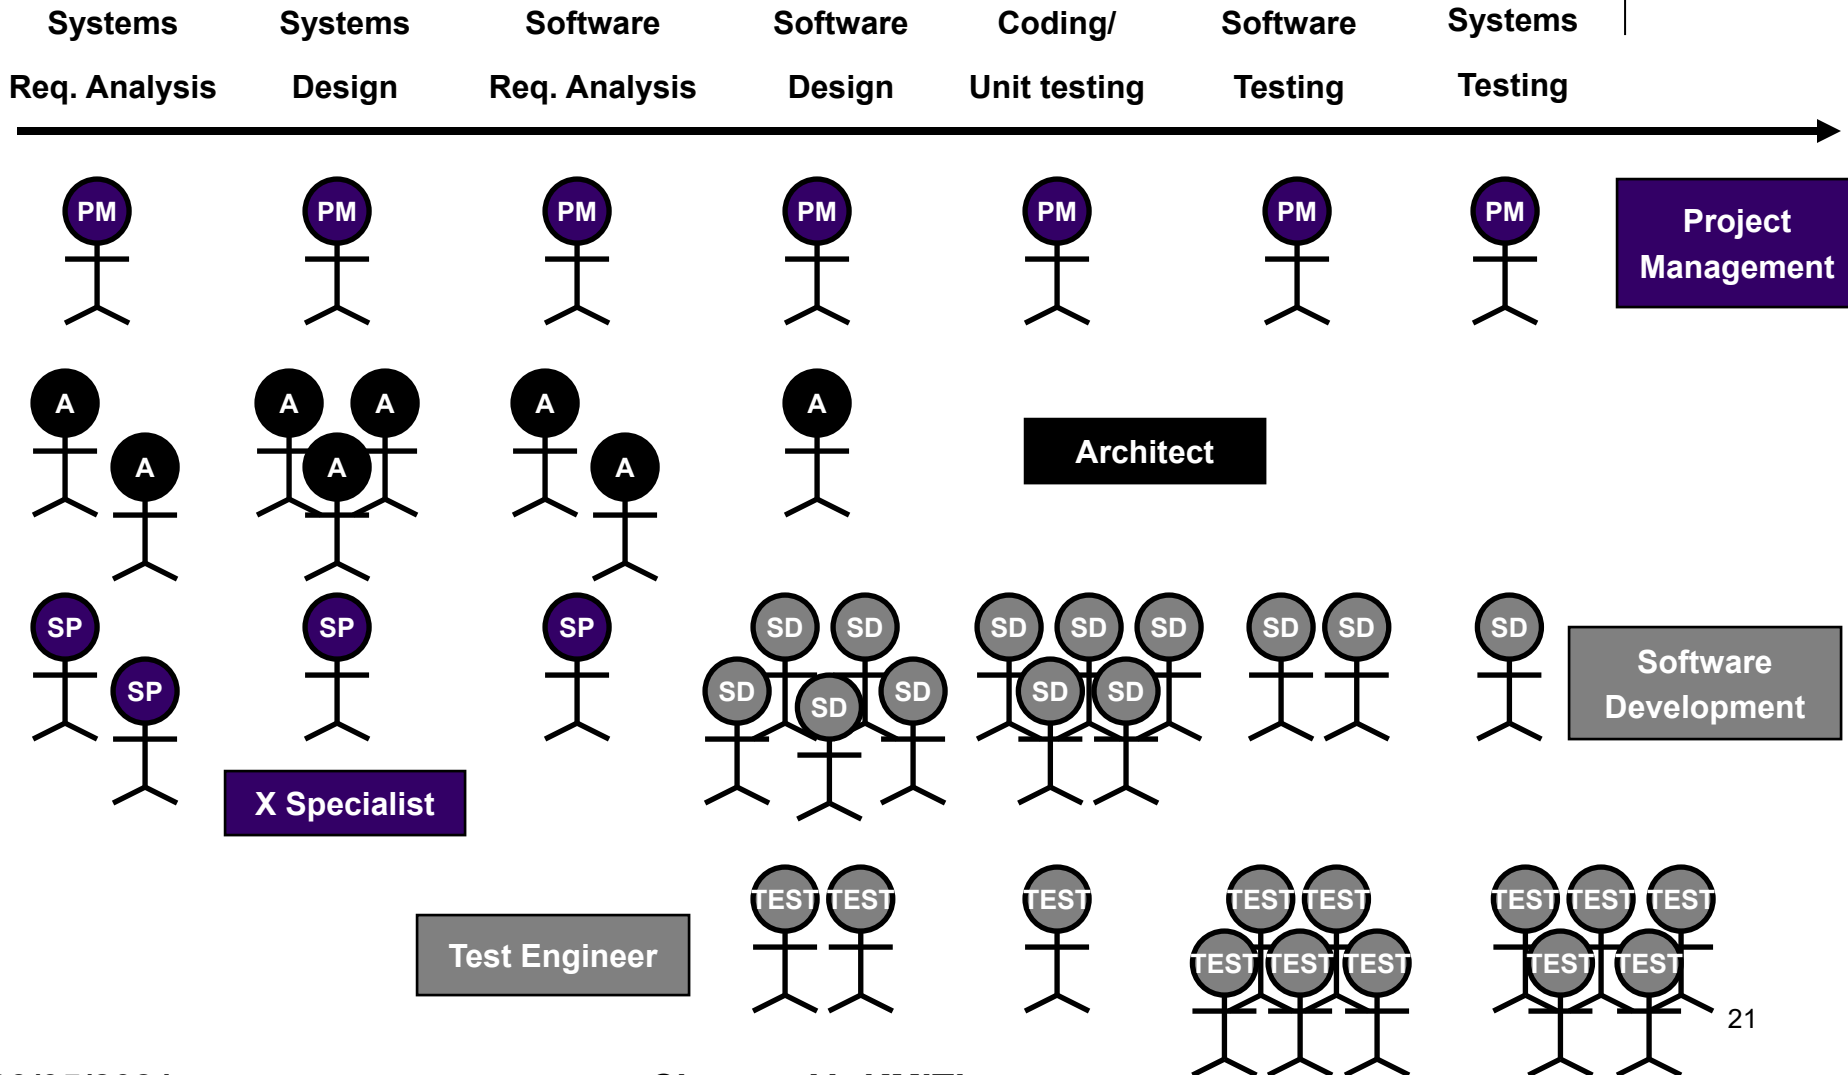 Systems Systems Software Software Coding/ Software Systems
Req. Analysis Design Req. Analysis Design Unit testing Testing Testing
PM PM PM PM PM PM PM
Project
Management
A A A A A
A A A
Architect
SP SP SP SD SD SD SD SD SD SD SD
SP SD SD SD SD SD
Software
Development
X Specialist
TEST TEST TEST TEST TEST TEST TEST TEST
TEST TEST TEST TEST TEST
Test Engineer
21